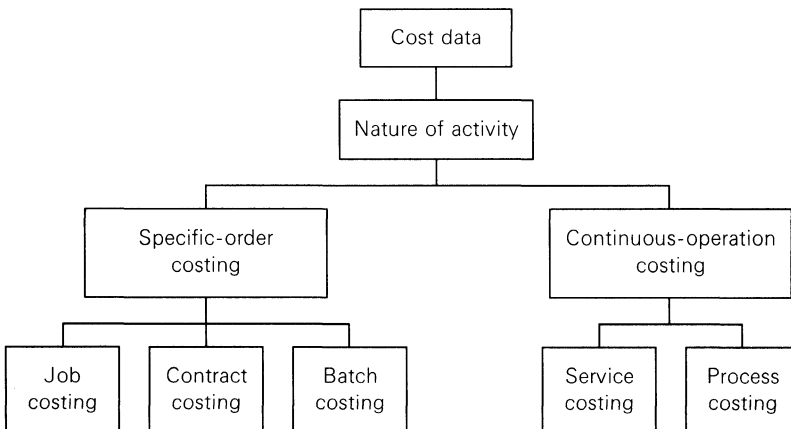 Cost data
Nature of activity
Specific-order
costing
Continuous-operation
costing
Job
costing
Contract
costing
Batch
costing
Service
costing
Process
costing